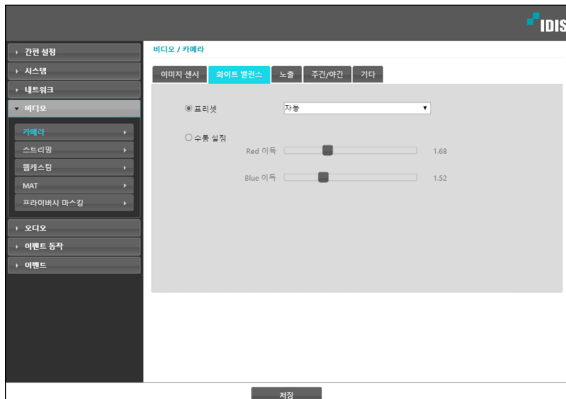 IDIS
간편 설정
시스템
네트워크
비디오
카메라
스트리밍
웹캐스팅
MAT
프라이버시 마스킹
오디오
이벤트 동작
이벤트
비디오 / 카메라
이미지 센서 화이트 밸런스 노출 주간/야간 기타
프리셋 자동
수동 설정
Red 이득 1.68
Blue 이득 1.52
저장